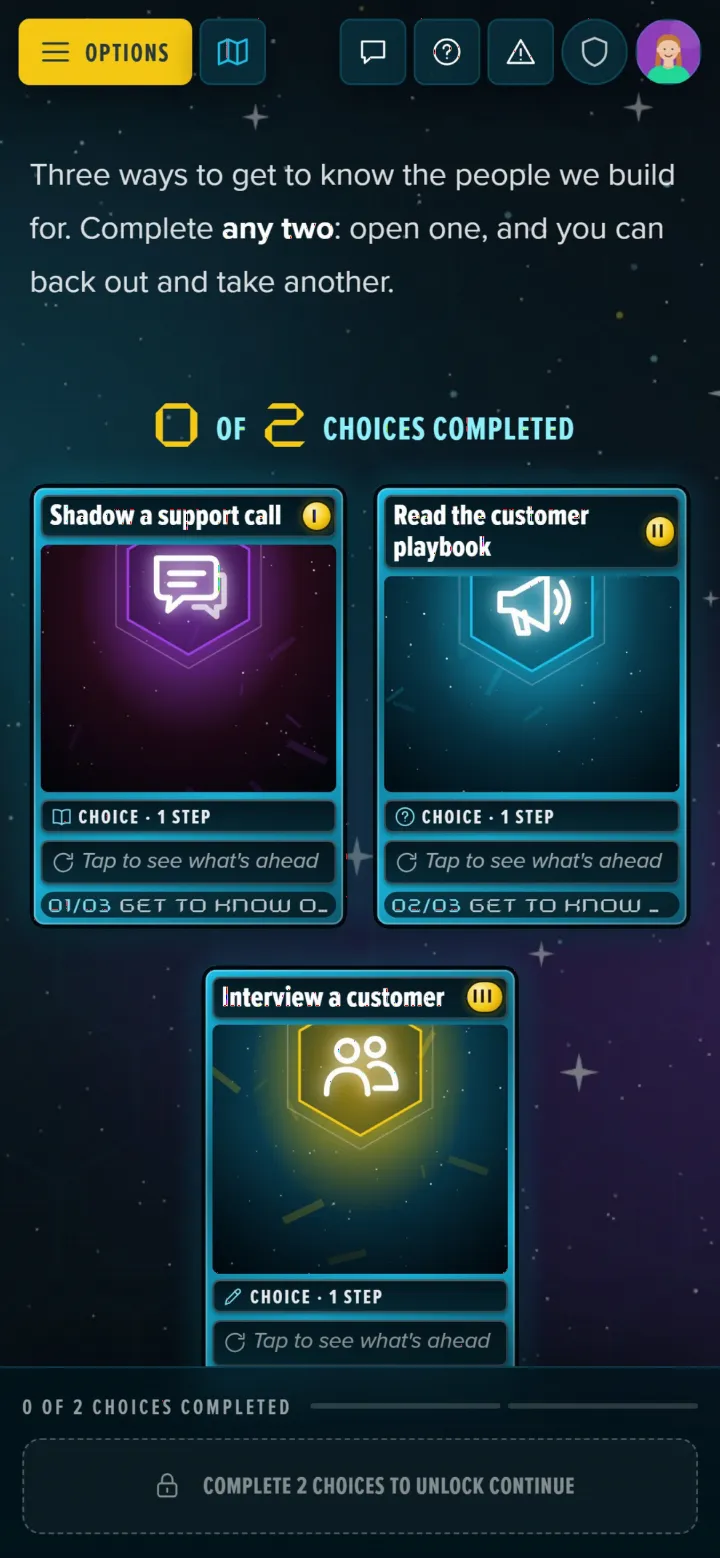 OPTIONS
Three ways to get to know the people we build
for. Complete any two: open one, and you can
back out and take another.
0 OF 2 CHOICES COMPLETED
Shadow a support call
I
CHOICE · 1 STEP
Tap to see what's ahead
01/03 GET TO KNOW O…
Read the customer
playbook
II
CHOICE · 1 STEP
Tap to see what's ahead
02/03 GET TO KNOW …
Interview a customer
III
CHOICE · 1 STEP
Tap to see what's ahead
0 OF 2 CHOICES COMPLETED
COMPLETE 2 CHOICES TO UNLOCK CONTINUE